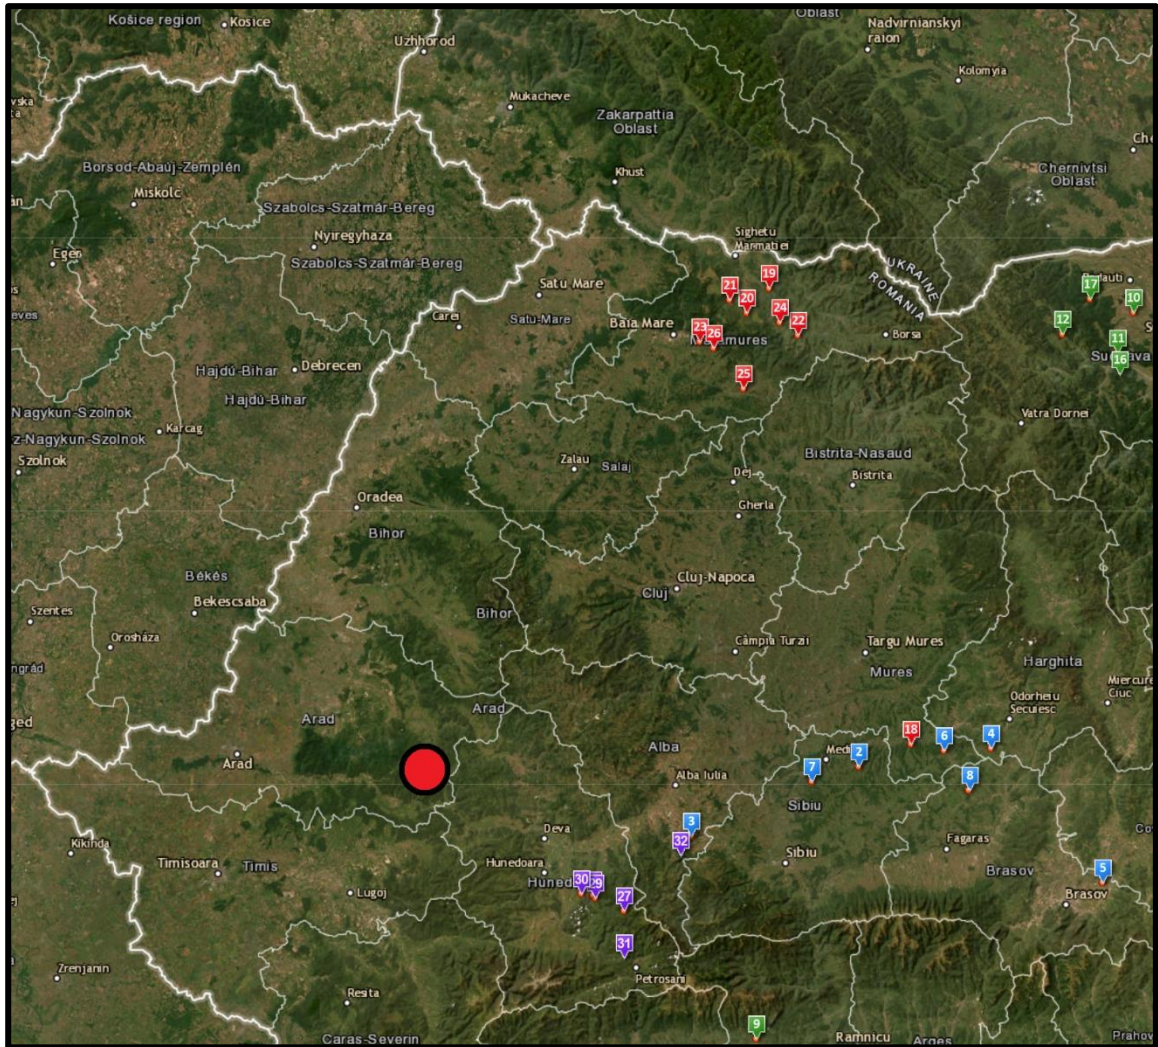 Košice region
Kosice
Oblast
Nadvirnianskyi
raion
Uzhhorod
Kolomyia
Mukacheve
Zakarpattia
Oblast
Borsod-Abaúj-Zemplén
Khust
Chernivtsi
Oblast
Miskolc
Szabolcs-Szatmár-Bereg
Nyiregyhaza
Sighetu
Marmatiei
Eger
Szabolcs-Szatmár-Bereg
UKRAINE
ROMANIA
19
17
21
20
10
Satu Mare
24
12
Carei
Satu-Mare
Baia Mare
23
26
22
Borsa
11
16
Hajdú-Bihar
Debrecen
25
Hajdú-Bihar
Nagykun-Szolnok
Vatra Dornei
z-Nagykun-Szolnok
Karcag
Szolnok
Zalau
Salaj
Bistrita-Nasaud
Dej
Bistrita
Oradea
Gherla
Bihor
Békés
Cluj-Napoca
Cluj
Szentes
Bekescsaba
Bihor
Orosháza
Câmpia Turzii
Targu Mures
Mures
Harghita
Odorheiu
Secuiesc
Arad
Arad
Alba
18
6
4
Arad
2
7
8
Alba Iulia
Sibiu
3
32
Deva
Fagaras
Kikinda
Timisoara
Timis
Hunedoara
Sibiu
Brasov
5
Lugoj
30
29
27
Brasov
31
Zrenjanin
Petrosani
Resita
9
Caras-Severin
Ramnicu
Arges